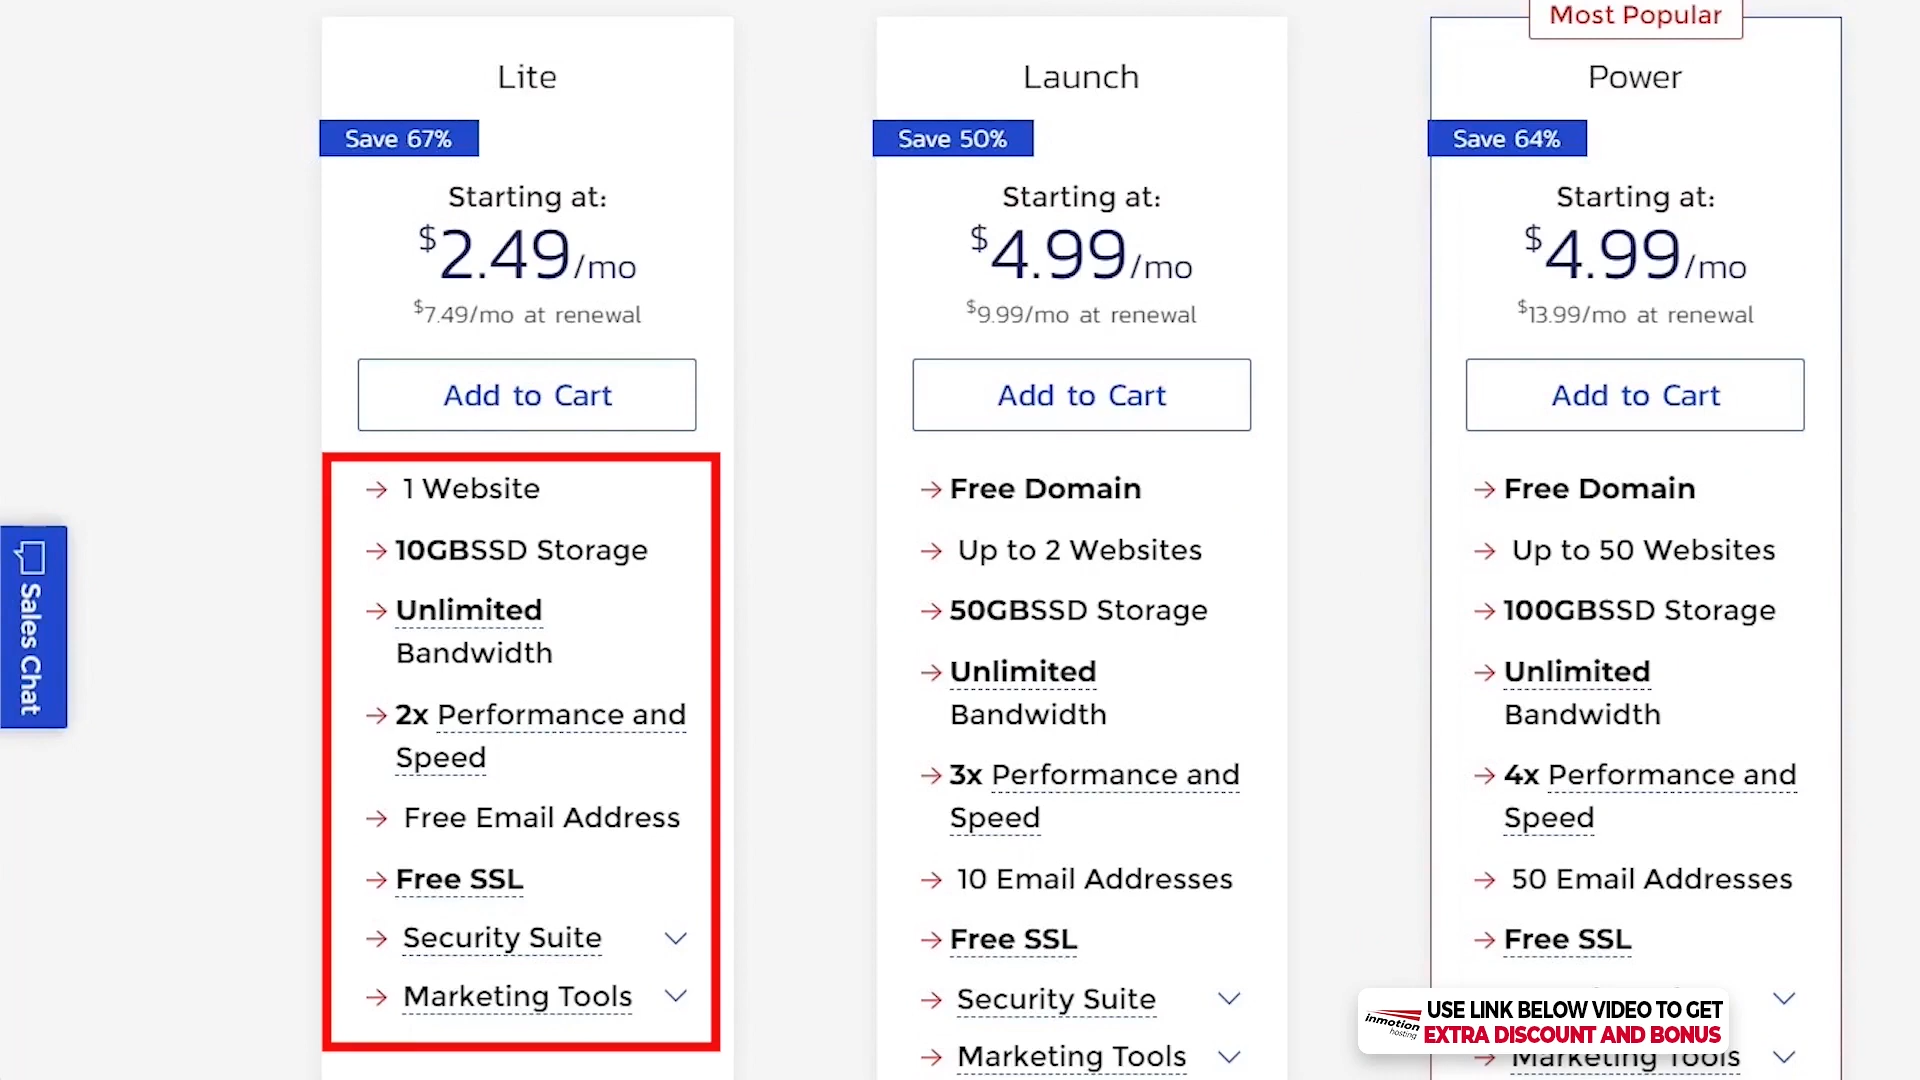 Lite
Save 67%
Starting at:
$2.49/mo
$7.49/mo at renewal
Add to Cart
1 Website
10GBSSD Storage
Unlimited
Bandwidth
2x Performance and
Speed
Free Email Address
Free SSL
Security Suite
Marketing Tools
Launch
Save 50%
Starting at:
$4.99/mo
$9.99/mo at renewal
Add to Cart
Free Domain
Up to 2 Websites
50GBSSD Storage
Unlimited
Bandwidth
3x Performance and
Speed
10 Email Addresses
Free SSL
Security Suite
Marketing Tools
Most Popular
Power
Save 64%
Starting at:
$4.99/mo
$13.99/mo at renewal
Add to Cart
Free Domain
Up to 50 Websites
100GBSSD Storage
Unlimited
Bandwidth
4x Performance and
Speed
50 Email Addresses
Free SSL
Marketing Tools
Sales Chat
inmotion
hosting
USE LINK BELOW VIDEO TO GET
EXTRA DISCOUNT AND BONUS